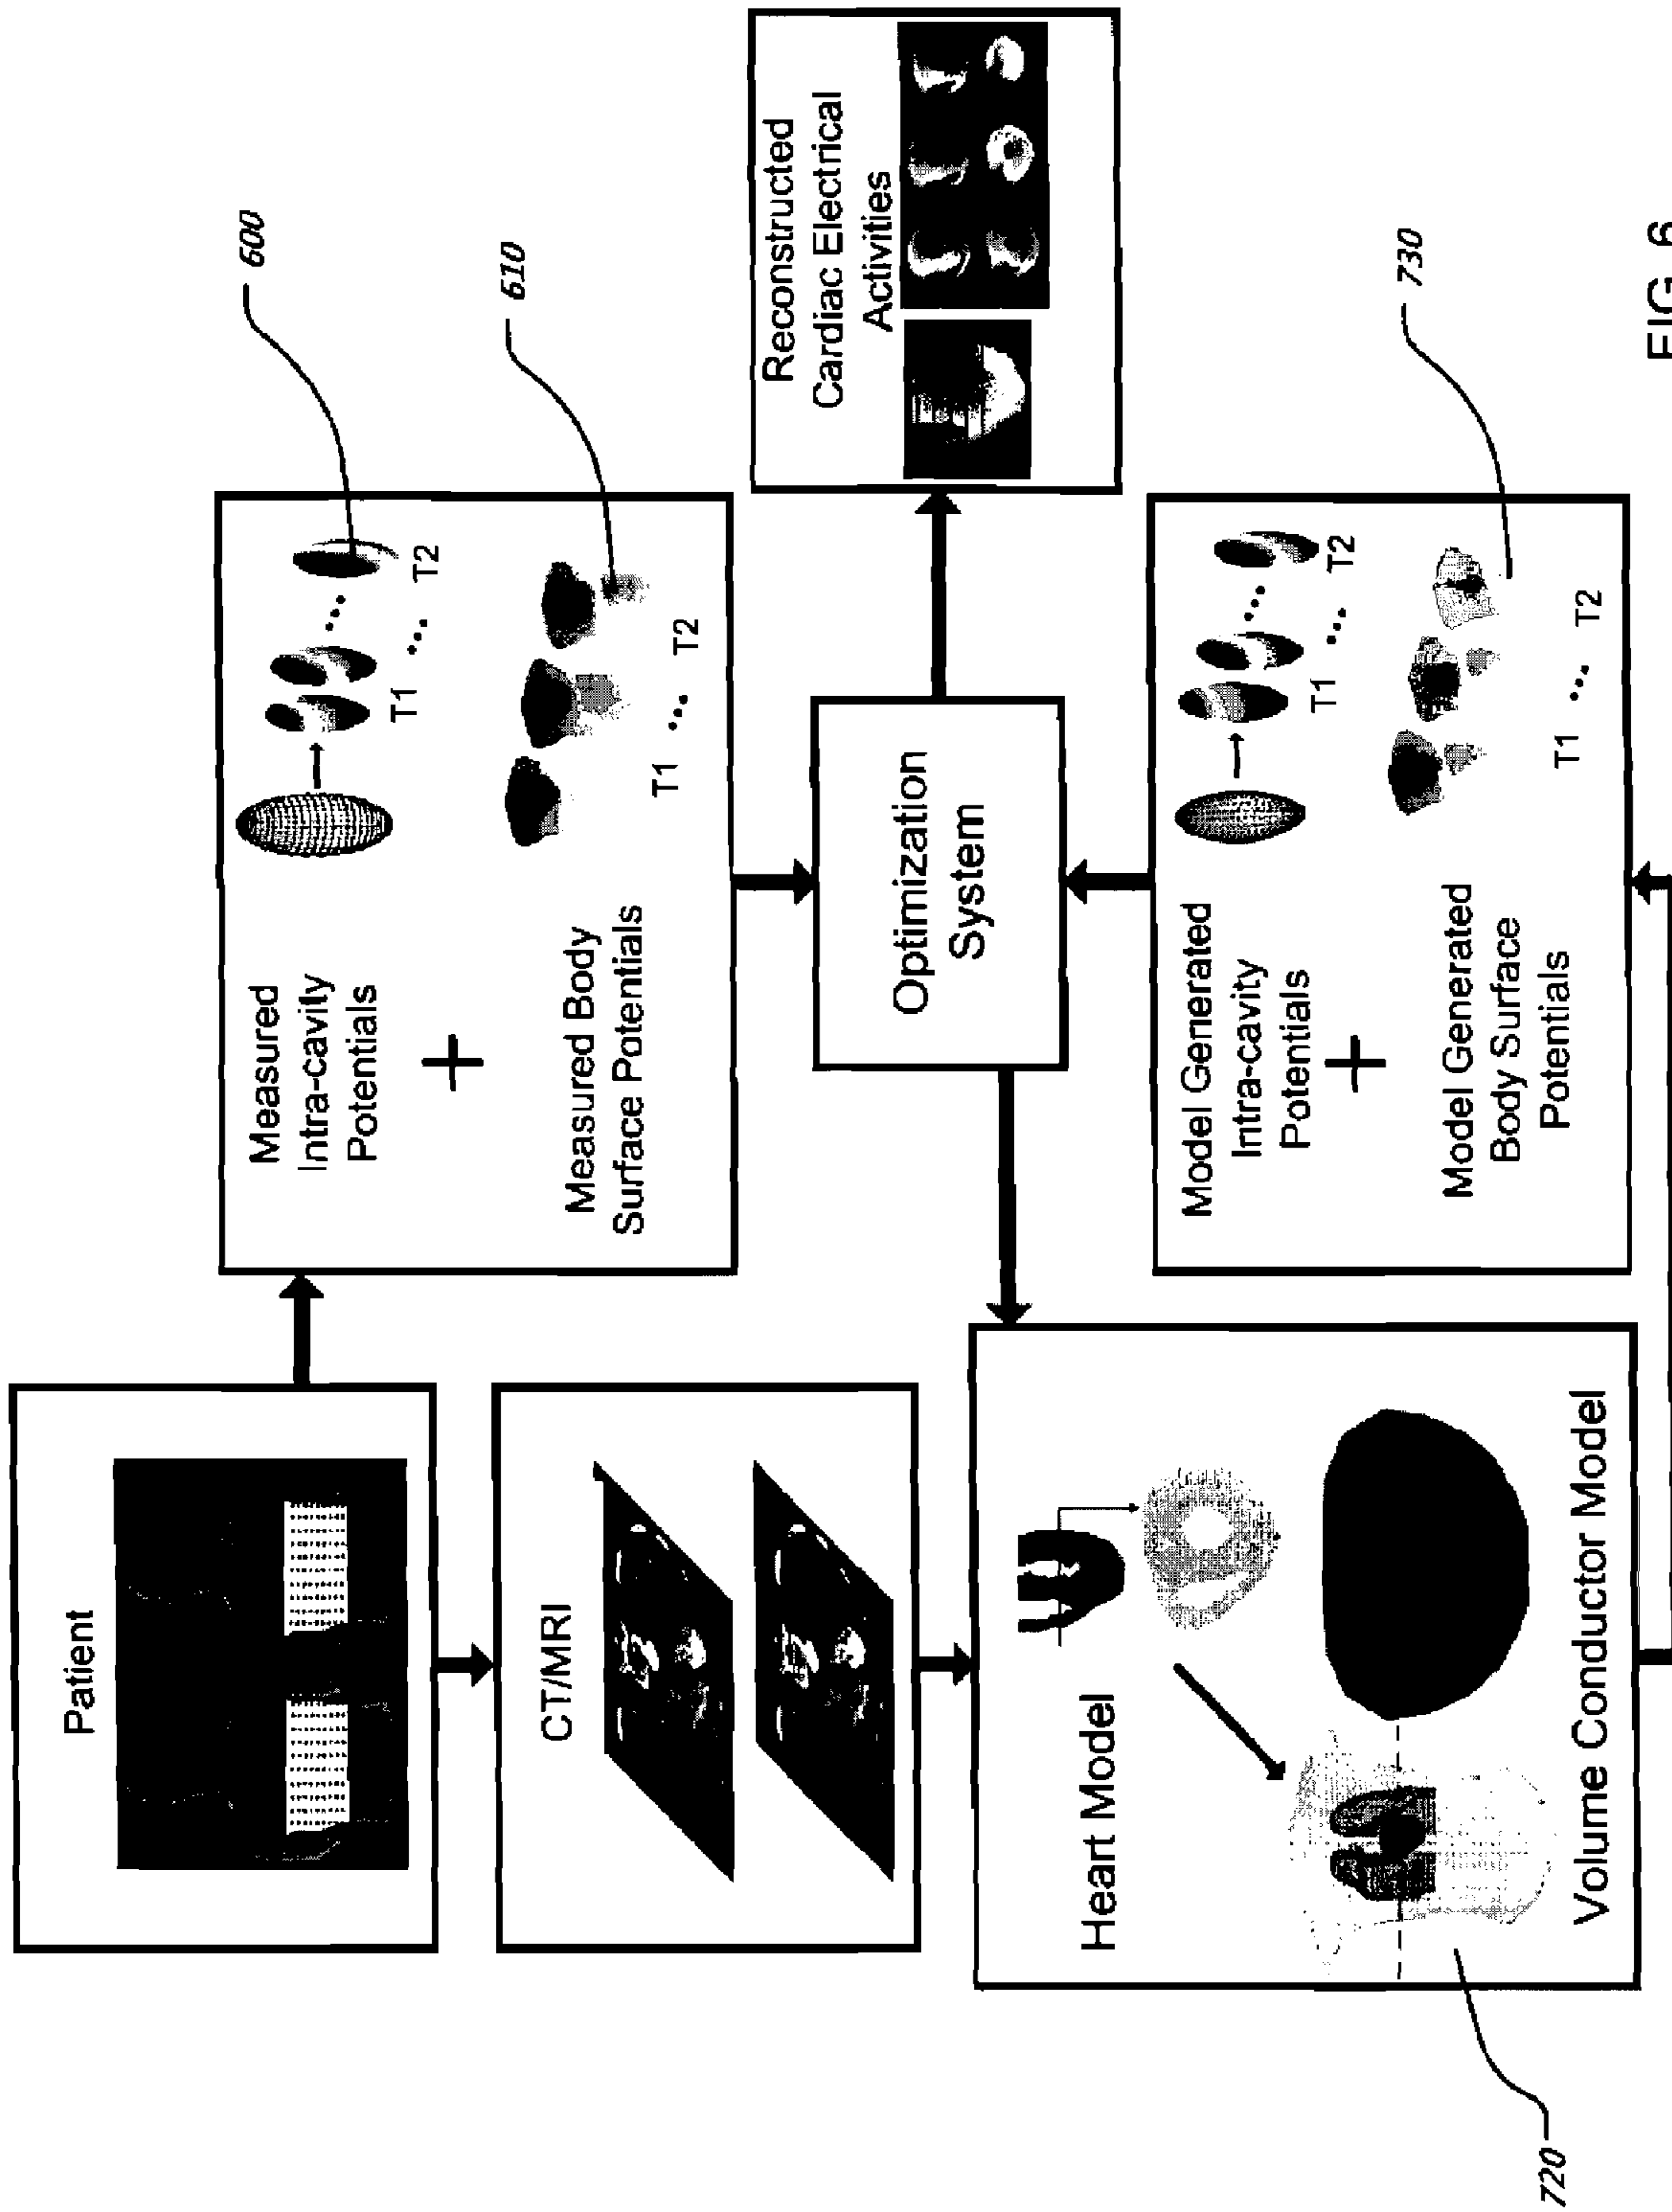 Patient
CT/MRI
Heart Model
Volume Conductor Model
720
Measured
Intra-cavity
Potentials
+
Measured Body
Surface Potentials
T1
...
T2
...
T1
...
T2
600
610
Optimization
System
Model Generated
Intra-cavity
Potentials
+
Model Generated
Body Surface
Potentials
T1
...
T2
...
T1
...
T2
730
Reconstructed
Cardiac Electrical
Activities
FIG. 6